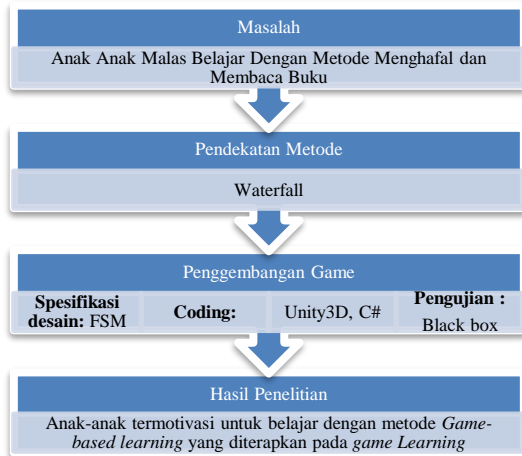 Masalah
Anak Anak Malas Belajar Dengan Metode Menghafal dan
Membaca Buku
Pendekatan Metode
Waterfall
Penggembangan Game
Spesifikasi
desain: FSM
Coding:
Unity3D, C#
Pengujian :
Black box
Hasil Penelitian
Anak-anak termotivasi untuk belajar dengan metode Game-
based learning yang diterapkan pada game Learning